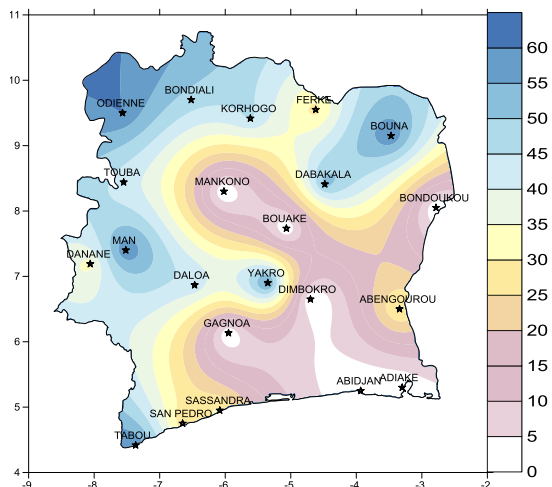 11
10
9
8
7
6
5
4
-9
-8
-7
-6
-5
-4
-3
-2
ODIENNE
BONDIALI
KORHOGO
FERKE
BOUNA
TOUBA
MANKONO
DABAKALA
BONDOUKOU
BOUAKE
MAN
DANANE
DALOA
YAKRO
DIMBOKRO
ABENGOUROU
GAGNOA
ABIDJAN
ADIAKE
SASSANDRA
SAN PEDRO
TABOU
60
55
50
45
40
35
30
25
20
15
10
5
0